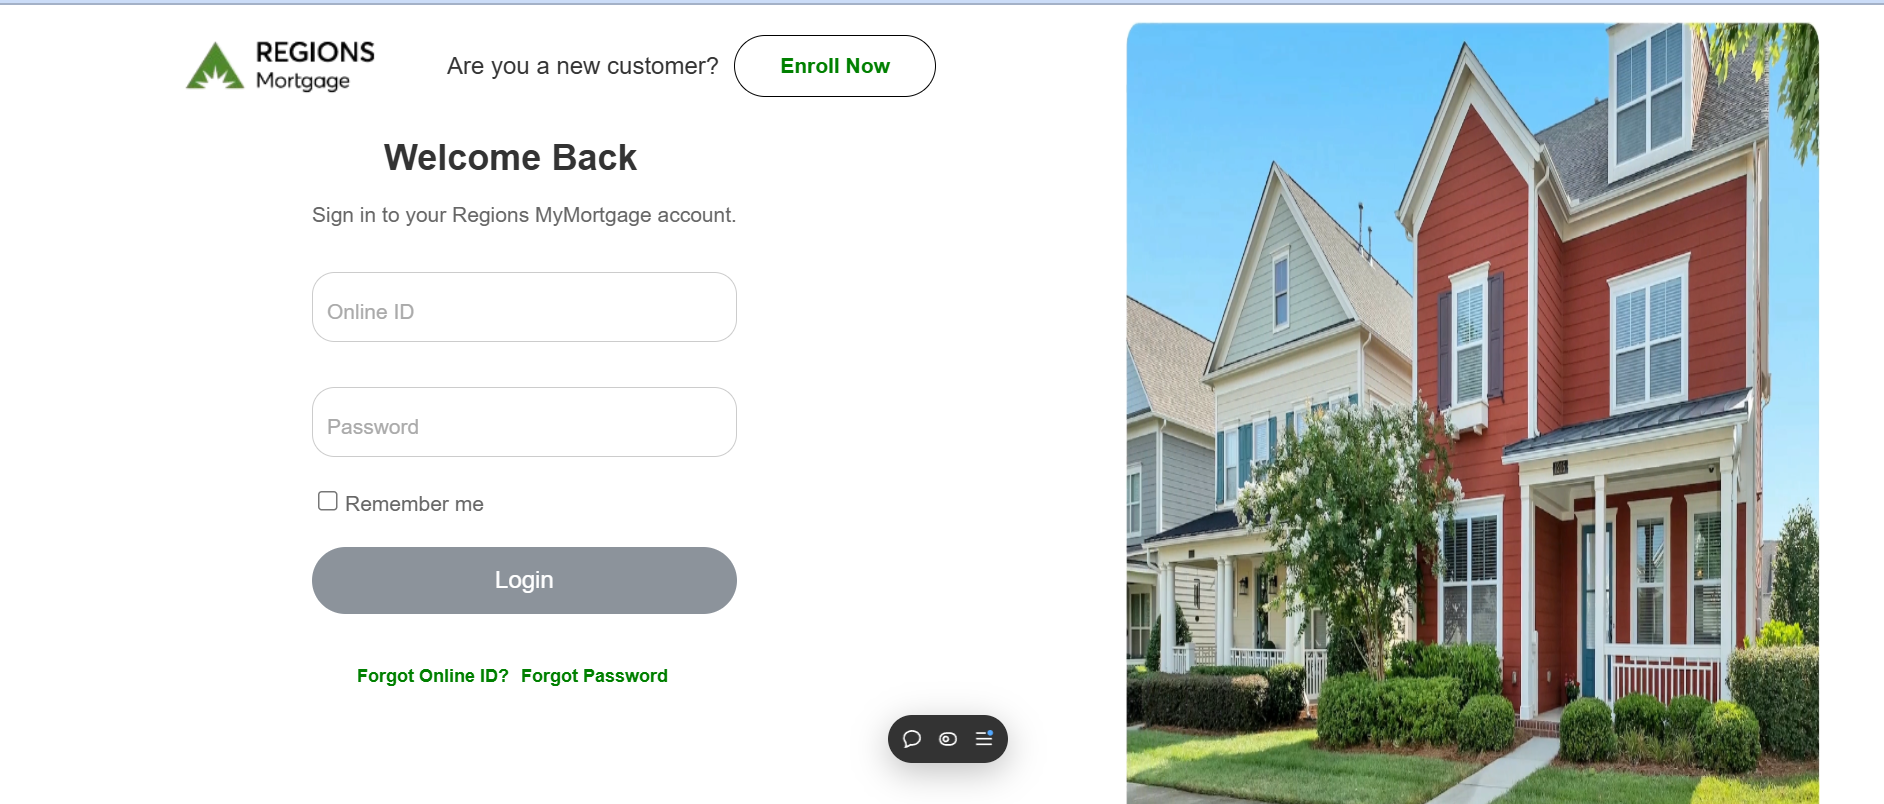 REGIONS
Mortgage
Are you a new customer?
Enroll Now
Welcome Back
Sign in to your Regions MyMortgage account.
Online ID
Password
Remember me
Login
Forgot Online ID? Forgot Password